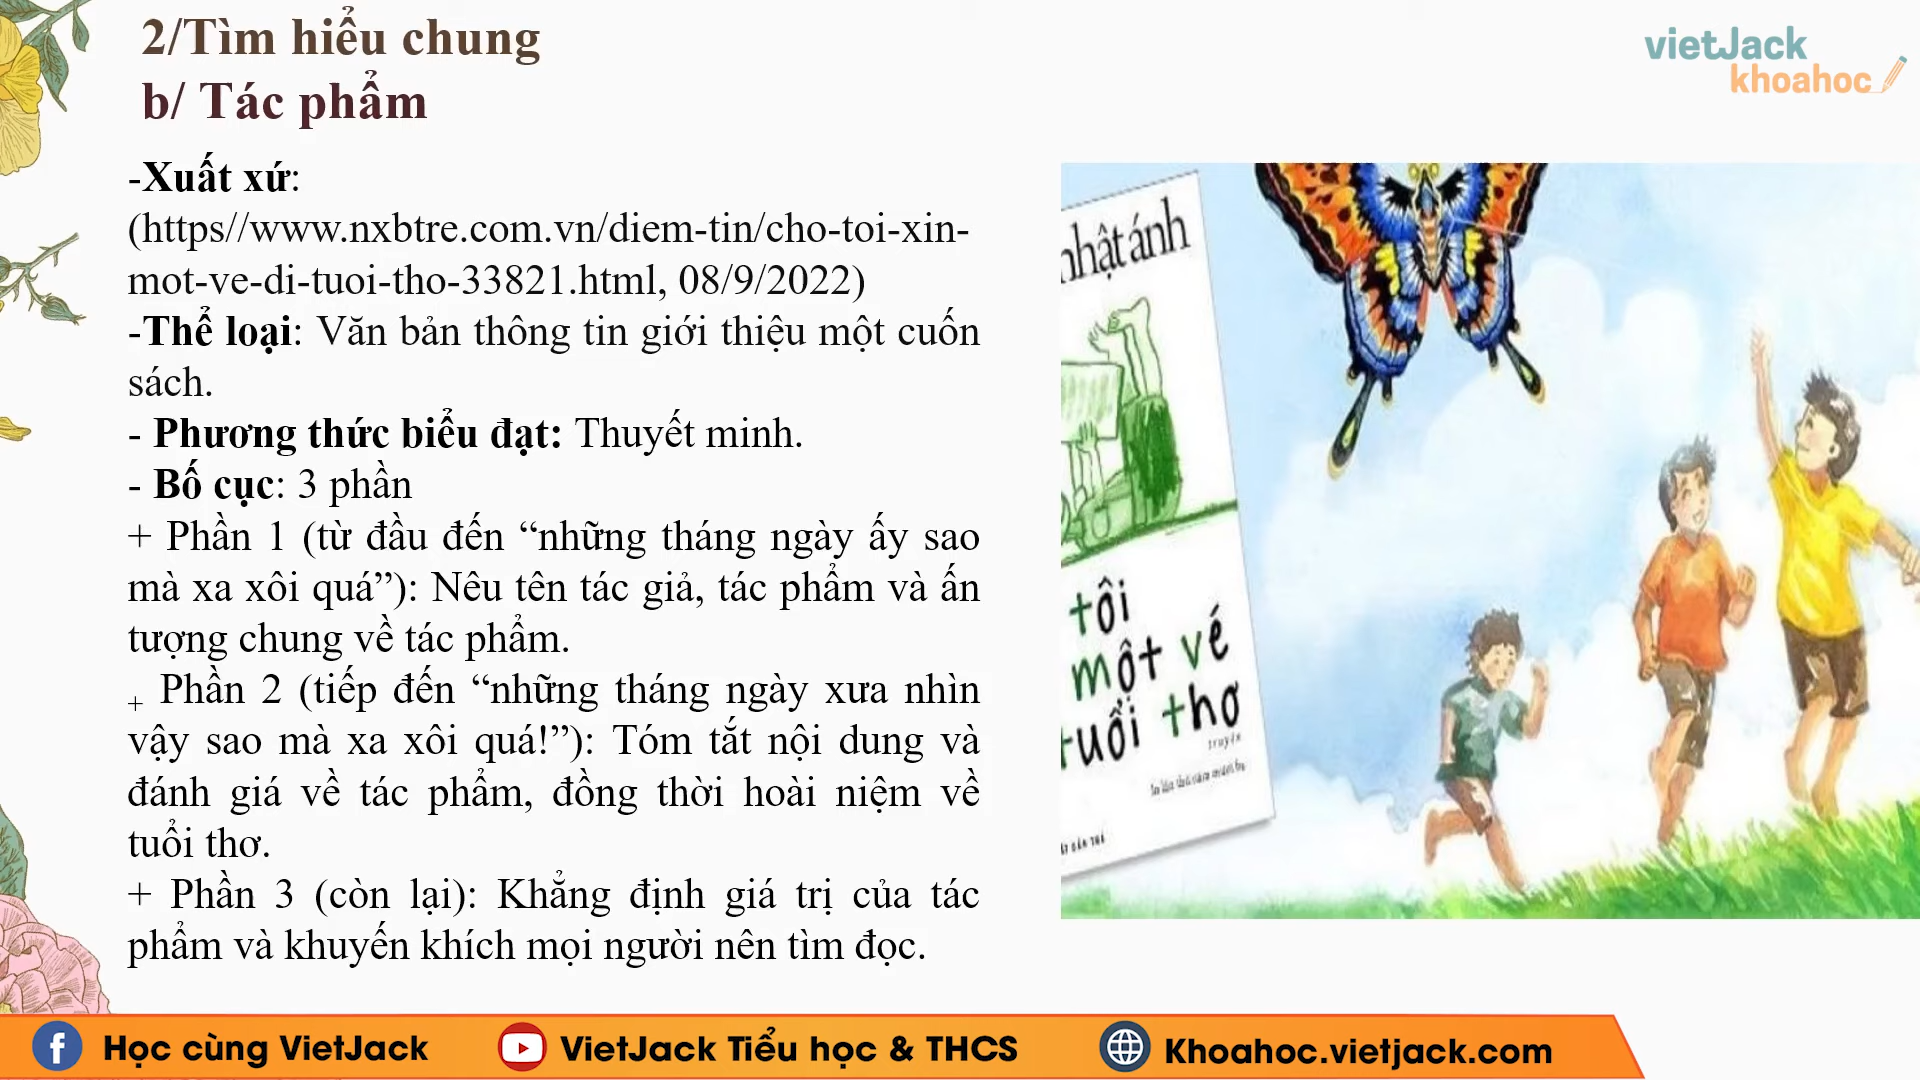 2/Tìm hiểu chung
b/ Tác phẩm
vietJack
khoahoc
-Xuất xứ:
(https//www.nxbtre.com.vn/diem-tin/cho-toi-xin-
mot-ve-di-tuoi-tho-33821.html, 08/9/2022)
-Thể loại: Văn bản thông tin giới thiệu một cuốn
sách.
- Phương thức biểu đạt: Thuyết minh.
- Bố cục: 3 phần
+ Phần 1 (từ đầu đến “những tháng ngày ấy sao
mà xa xôi quá”): Nêu tên tác giả, tác phẩm và ấn
tượng chung về tác phẩm.
+ Phần 2 (tiếp đến “những tháng ngày xưa nhìn
vậy sao mà xa xôi quá!”): Tóm tắt nội dung và
đánh giá về tác phẩm, đồng thời hoài niệm về
tuổi thơ.
+ Phần 3 (còn lại): Khẳng định giá trị của tác
phẩm và khuyến khích mọi người nên tìm đọc.
nhật ánh
tôi
một vé
tuổi thơ
truyện
Học cùng VietJack
VietJack Tiểu học & THCS
Khoahoc.vietjack.com